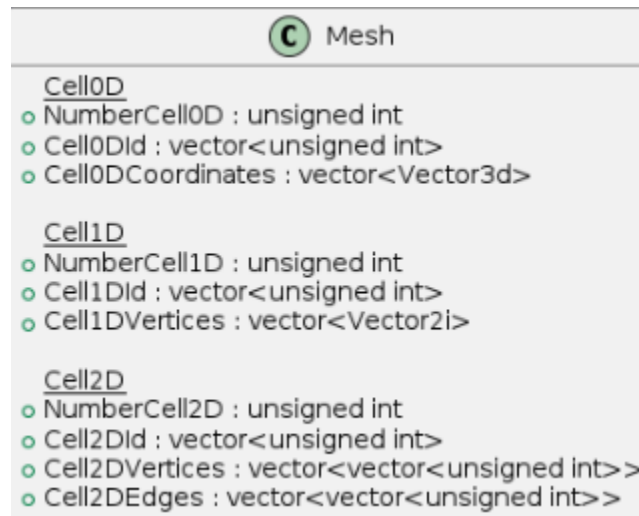 C Mesh
Cell0D
NumberCell0D : unsigned int
Cell0DId : vector<unsigned int>
Cell0DCoordinates : vector<Vector3d>
Cell1D
NumberCell1D : unsigned int
Cell1DId : vector<unsigned int>
Cell1DVertices : vector<Vector2i>
Cell2D
NumberCell2D : unsigned int
Cell2DId : vector<unsigned int>
Cell2DVertices : vector<vector<unsigned int>>
Cell2DEdges : vector<vector<unsigned int>>